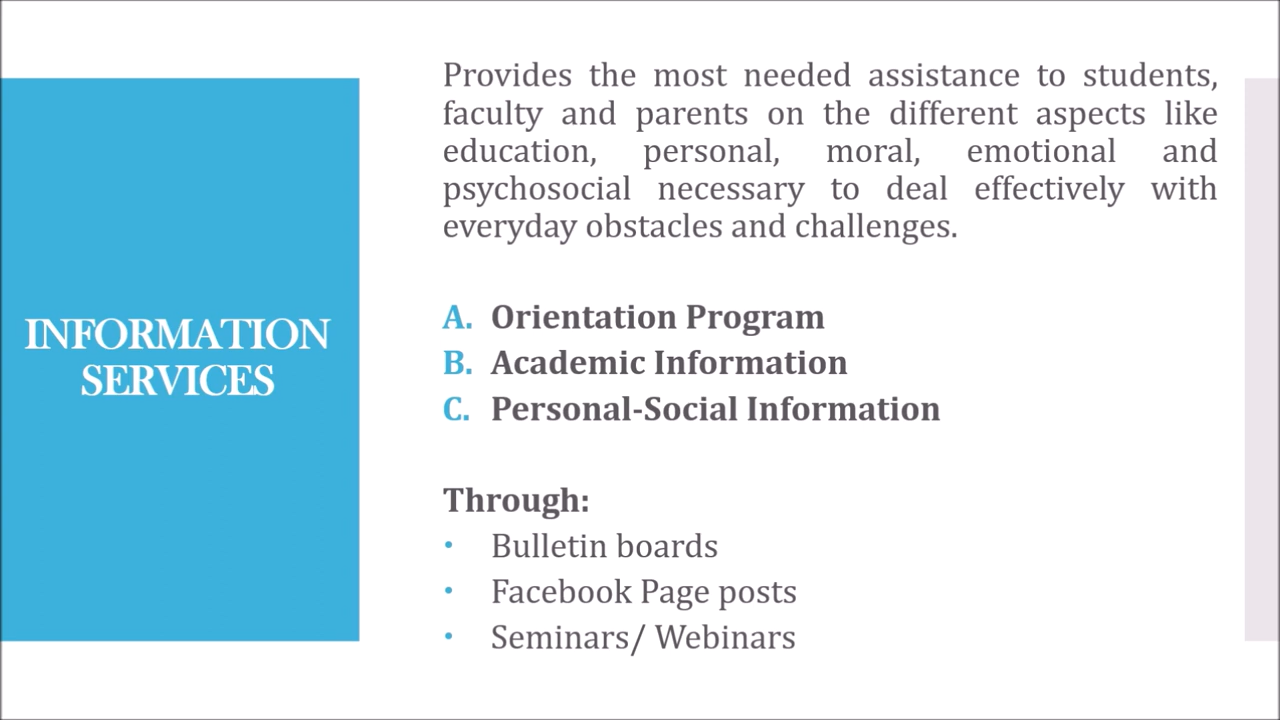 INFORMATION
SERVICES
Provides the most needed assistance to students,
faculty and parents on the different aspects like
education, personal, moral, emotional and
psychosocial necessary to deal effectively with
everyday obstacles and challenges.
A. Orientation Program
B. Academic Information
C. Personal-Social Information
Through:
• Bulletin boards
• Facebook Page posts
• Seminars/ Webinars